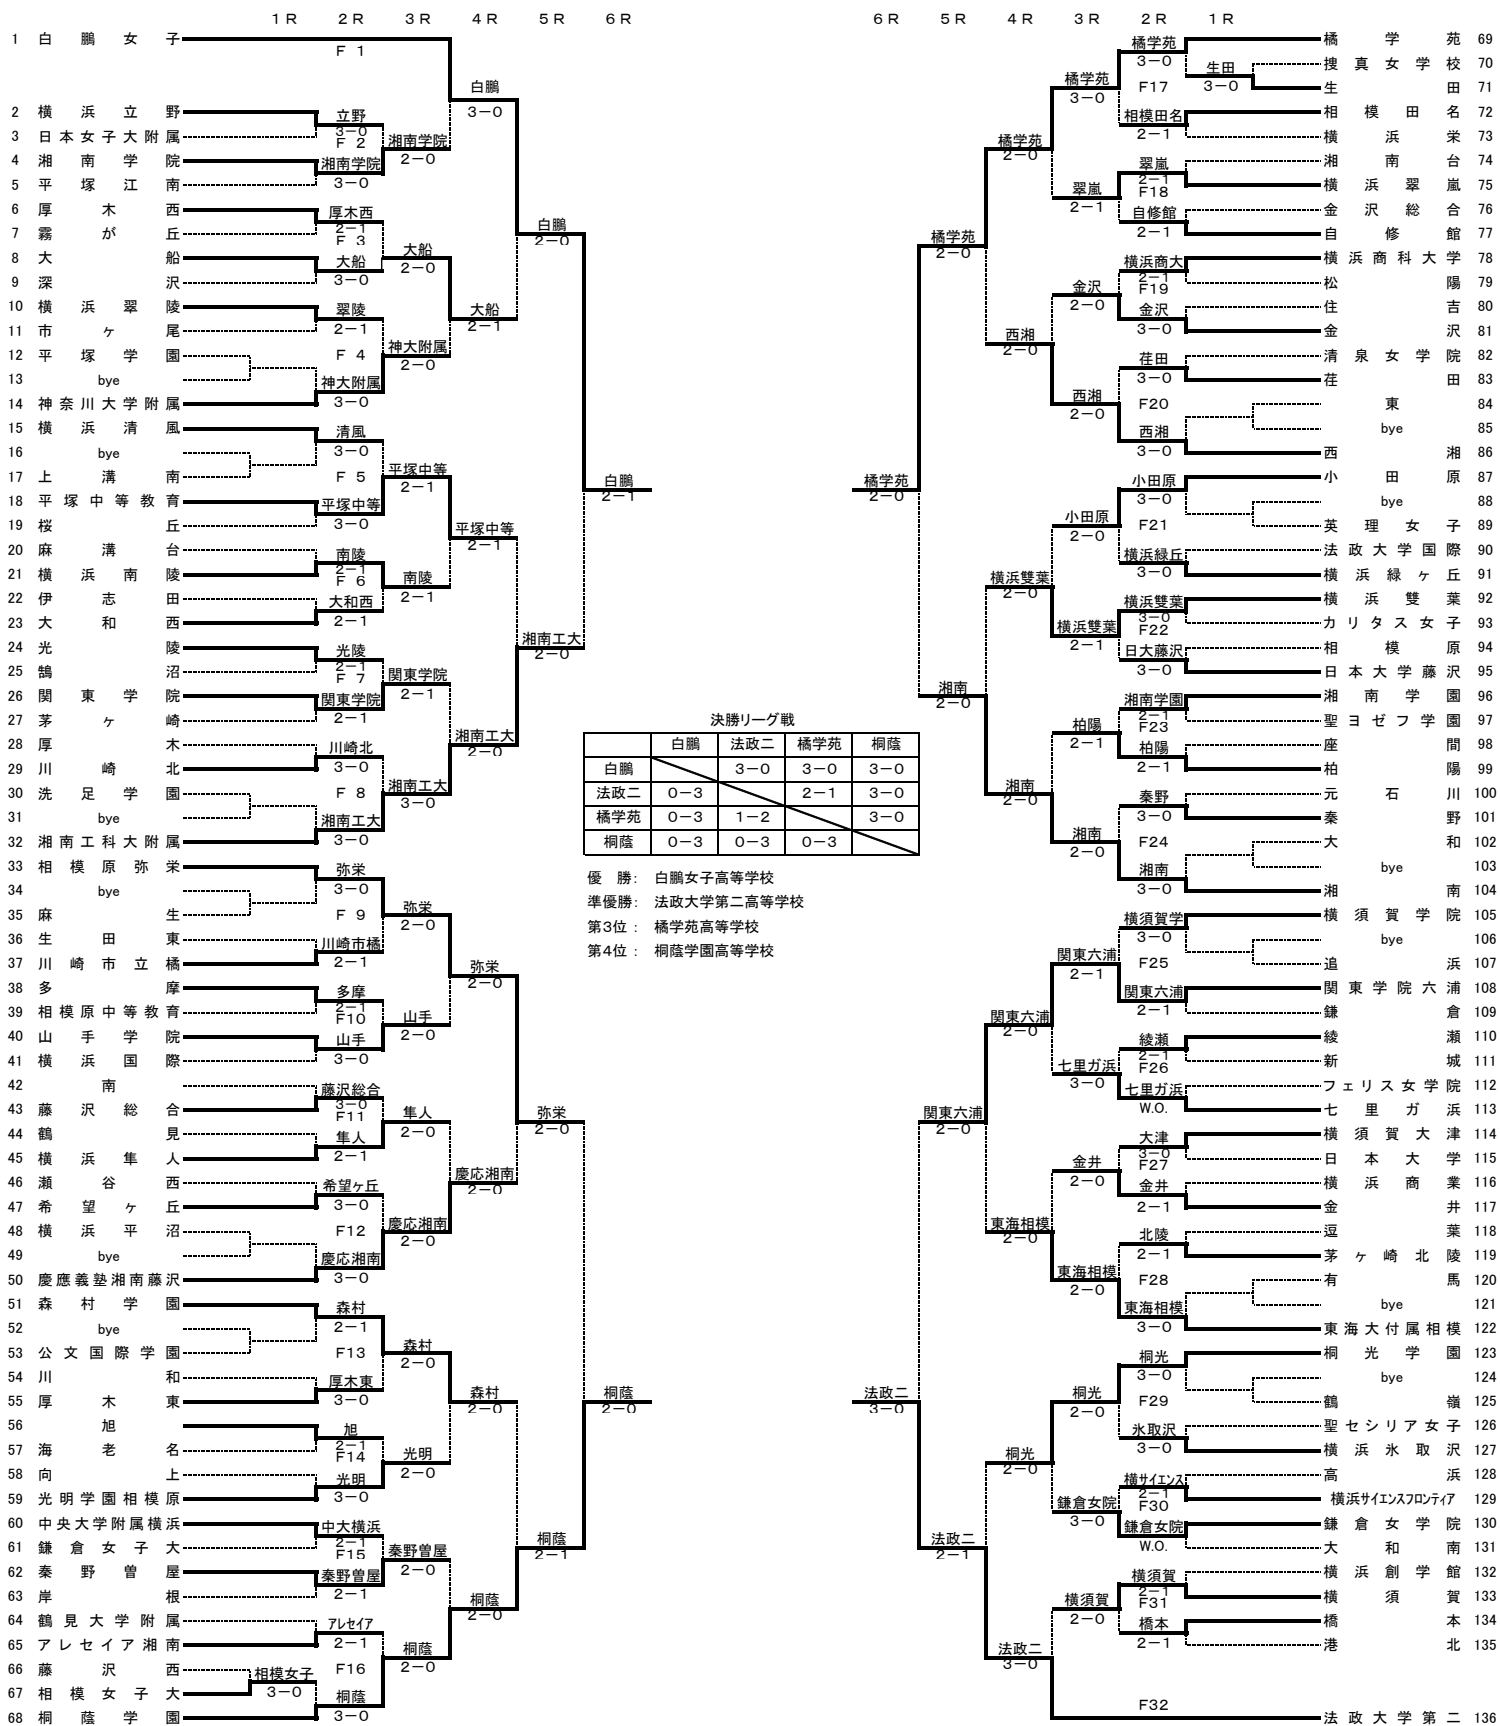 1R 2R 3R 4R 5R 6R
1 白鵬女子
F 1
白鵬
3-0
2 横浜立野
立野
3-0
3 日本女子大附属
F 2
湘南学院
2-0
4 湘南学院
湘南学院
3-0
5 平塚江南
白鵬
2-0
6 厚木西
厚木西
2-1
7 霧が丘
F 3
大船
2-0
8 大船
大船
3-0
9 深沢
大船
2-1
10 横浜翠陵
翠陵
2-1
11 市ヶ尾
F 4
神大附属
2-0
12 平塚学園
13 bye
神大附属
3-0
14 神奈川大学附属
白鵬
2-1
15 横浜清風
清風
3-0
16 bye
17 上溝南
F 5
平塚中等
2-1
18 平塚中等教育
平塚中等
3-0
19 桜丘
平塚中等
2-1
20 麻溝台
南陵
2-1
21 横浜南陵
F 6
南陵
2-1
22 伊志田
大和西
2-1
23 大和西
湘南工大
2-0
24 光陵
光陵
2-1
25 鵠沼
F 7
関東学院
2-1
26 関東学院
関東学院
2-1
27 茅ヶ崎
湘南工大
2-0
28 厚木
川崎北
3-0
29 川崎北
F 8
湘南工大
3-0
30 洗足学園
31 bye
湘南工大
3-0
32 湘南工科大附属
33 相模原弥栄
弥栄
3-0
34 bye
35 麻生
F 9
弥栄
2-0
36 生田東
川崎市橘
2-1
37 川崎市立橘
弥栄
2-0
38 多摩
多摩
2-1
39 相模原中等教育
F10
山手
2-0
40 山手学院
山手
3-0
41 横浜国際
弥栄
2-0
42 南
藤沢総合
3-0
43 藤沢総合
F11
隼人
2-0
44 鶴見
隼人
2-1
45 横浜隼人
慶応湘南
2-0
46 瀬谷西
希望ヶ丘
3-0
47 希望ヶ丘
F12
慶応湘南
2-0
48 横浜平沼
49 bye
慶応湘南
3-0
50 慶應義塾湘南藤沢
桐蔭
2-0
51 森村学園
森村
2-1
52 bye
53 公文国際学園
F13
森村
2-0
54 川和
厚木東
3-0
55 厚木東
森村
2-0
56 旭
旭
2-1
57 海老名
F14
光明
2-0
58 向上
光明
3-0
59 光明学園相模原
桐蔭
2-1
60 中央大学附属横浜
中大横浜
2-1
61 鎌倉女子大
F15
秦野曽屋
2-0
62 秦野曽屋
秦野曽屋
2-1
63 岸根
桐蔭
2-0
64 鶴見大学附属
アレセイア
2-1
65 アレセイア湘南
F16
桐蔭
2-0
66 藤沢西
相模女子
3-0
67 相模女子大
桐蔭
3-0
68 桐蔭学園
決勝リーグ戦
白鵬 法政二 橘学苑 桐蔭
白鵬 3-0 3-0 3-0
法政二 0-3 2-1 3-0
橘学苑 0-3 1-2 3-0
桐蔭 0-3 0-3 0-3
優 勝: 白鵬女子高等学校
準優勝: 法政大学第二高等学校
第3位 : 橘学苑高等学校
第4位 : 桐蔭学園高等学校
6R 5R 4R 3R 2R 1R
橘学苑 69
橘学苑
3-0
捜真女学校 70
生田
3-0
生田 71
F17
橘学苑
3-0
相模田名 72
相模田名
2-1
横浜栄 73
橘学苑
2-0
湘南台 74
翠嵐
2-1
横浜翠嵐 75
F18
翠嵐
2-1
金沢総合 76
自修館
2-1
自修館 77
橘学苑
2-0
横浜商科大学 78
横浜商大
2-1
松陽 79
F19
金沢
2-0
住吉 80
金沢
3-0
金沢 81
西湘
2-0
清泉女学院 82
荏田
3-0
荏田 83
F20
西湘
2-0
東 84
bye 85
西湘
3-0
西湘 86
橘学苑
2-0
小田原 87
小田原
3-0
bye 88
英理女子 89
F21
小田原
2-0
法政大学国際 90
横浜緑丘
3-0
横浜緑ヶ丘 91
横浜雙葉
2-0
横浜雙葉 92
横浜雙葉
3-0
カリタス女子 93
F22
横浜雙葉
2-1
相模原 94
日大藤沢
3-0
日本大学藤沢 95
湘南
2-0
湘南学園 96
湘南学園
2-1
聖ヨゼフ学園 97
F23
柏陽
2-1
座間 98
柏陽
2-1
柏陽 99
湘南
2-0
元石川 100
秦野
3-0
秦野 101
F24
湘南
2-0
大和 102
bye 103
湘南
3-0
湘南 104
横須賀学院 105
横須賀学
3-0
bye 106
追浜 107
F25
関東六浦
2-1
関東学院六浦 108
関東六浦
2-1
鎌倉 109
関東六浦
2-0
綾瀬 110
綾瀬
2-1
新城 111
F26
七里ガ浜
3-0
フェリス女学院 112
七里ガ浜
W.O.
七里ガ浜 113
関東六浦
2-0
横須賀大津 114
大津
3-0
日本大学 115
F27
金井
2-0
横浜商業 116
金井
2-1
金井 117
東海相模
2-0
逗葉 118
北陵
2-1
茅ヶ崎北陵 119
F28
東海相模
2-0
有馬 120
bye 121
東海相模
3-0
東海大付属相模 122
法政二
3-0
桐光学園 123
桐光
3-0
bye 124
鶴嶺 125
F29
桐光
2-0
聖セシリア女子 126
氷取沢
3-0
横浜氷取沢 127
桐光
2-0
高浜 128
横サイエンス
2-1
横浜サイエンスフロンティア 129
F30
鎌倉女院
3-0
鎌倉女学院 130
鎌倉女院
W.O.
大和南 131
法政二
2-1
横浜創学館 132
横須賀
2-1
横須賀 133
F31
横須賀
2-0
橋本 134
橋本
2-1
港北 135
法政二
3-0
F32
法政大学第二 136